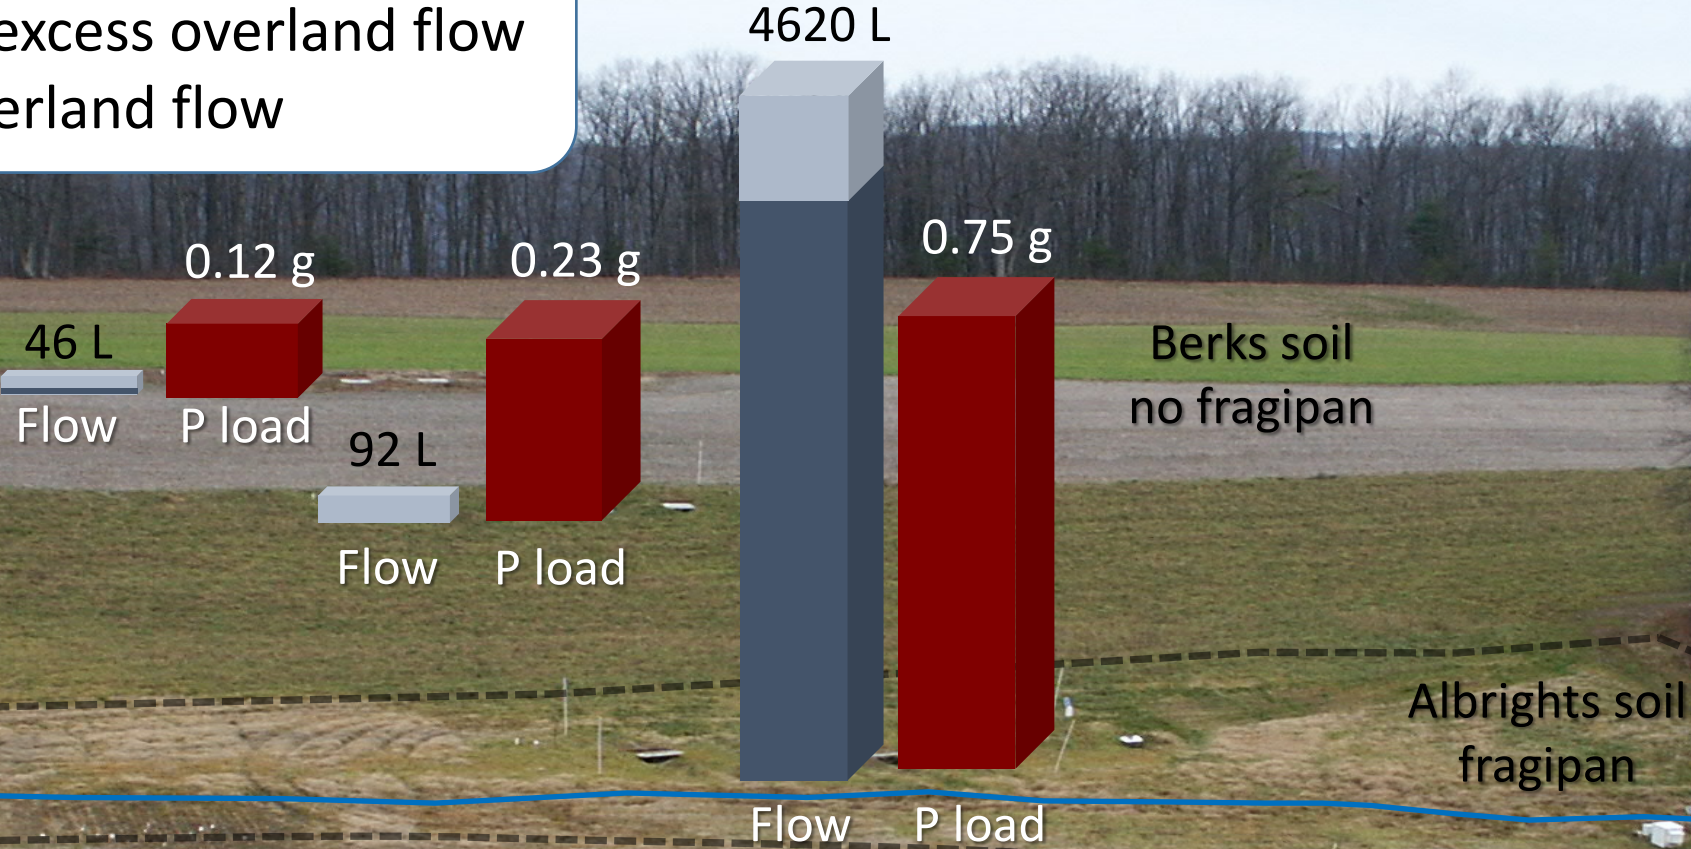 excess overland flow
erland flow
4620 L
0.12 g
0.23 g
0.75 g
46 L
Flow
P load
92 L
Flow
P load
Berks soil
no fragipan
Albrights soil
fragipan
Flow
P load